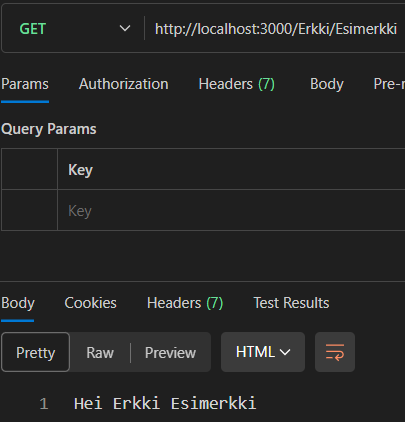 GET http://localhost:3000/Erkki/Esimerkki
Params Authorization Headers (7) Body Pre-r
Query Params
Key
Key
Body Cookies Headers (7) Test Results
Pretty Raw Preview HTML
1 Hei Erkki Esimerkki